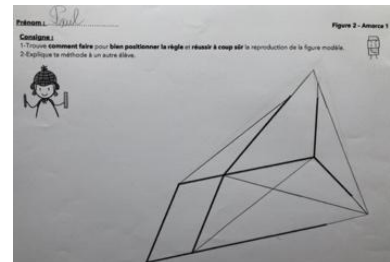 Prénom : Paul
Figure 2 - Amorce 1
Consigne :
1-Trouve comment faire pour bien positionner la règle et réussir à coup sûr la reproduction de la figure modèle.
2-Explique ta méthode à un autre élève.